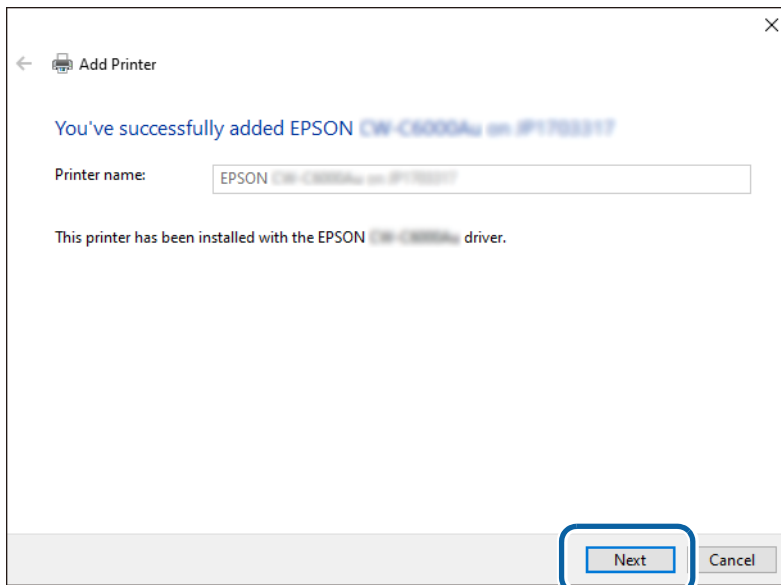 Add Printer
You've successfully added EPSON
Printer name:
EPSON
This printer has been installed with the EPSON driver.
Next
Cancel